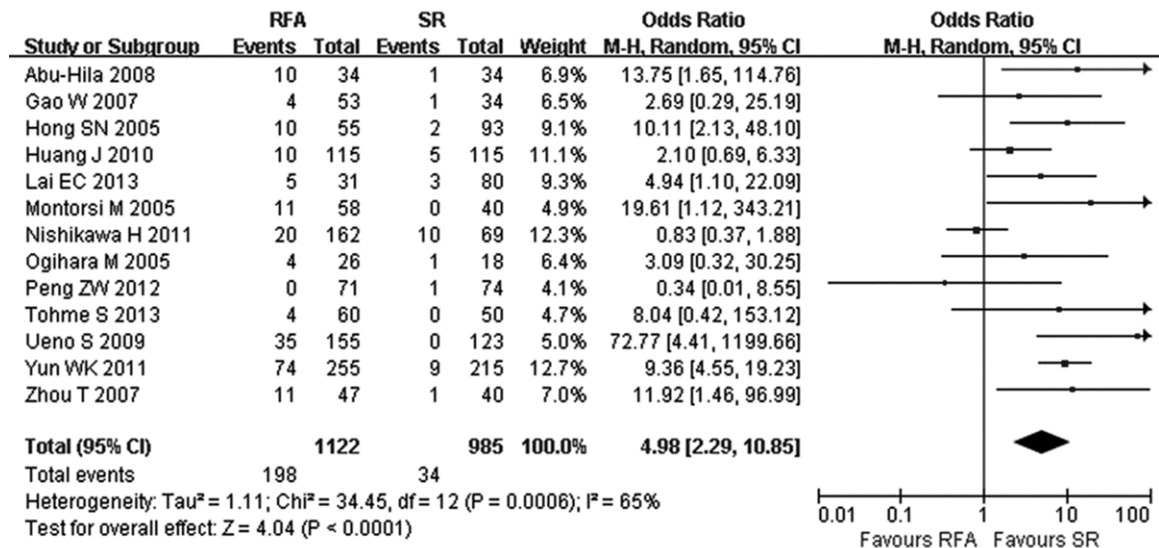 RFA SR Odds Ratio Odds Ratio
Study or Subgroup Events Total Events Total Weight M-H, Random, 95% CI M-H, Random, 95% CI
Abu-Hila 2008 10 34 1 34 6.9% 13.75 [1.65, 114.76]
Gao W 2007 4 53 1 34 6.5% 2.69 [0.29, 25.19]
Hong SN 2005 10 55 2 93 9.1% 10.11 [2.13, 48.10]
Huang J 2010 10 115 5 115 11.1% 2.10 [0.69, 6.33]
Lai EC 2013 5 31 3 80 9.3% 4.94 [1.10, 22.09]
Montorsi M 2005 11 58 0 40 4.9% 19.61 [1.12, 343.21]
Nishikawa H 2011 20 162 10 69 12.3% 0.83 [0.37, 1.88]
Ogihara M 2005 4 26 1 18 6.4% 3.09 [0.32, 30.25]
Peng ZW 2012 0 71 1 74 4.1% 0.34 [0.01, 8.55]
Tohme S 2013 4 60 0 50 4.7% 8.04 [0.42, 153.12]
Ueno S 2009 35 155 0 123 5.0% 72.77 [4.41, 1199.66]
Yun WK 2011 74 255 9 215 12.7% 9.36 [4.55, 19.23]
Zhou T 2007 11 47 1 40 6.4% 11.92 [1.46, 96.99]
Total (95% CI) 1122 985 100.0% 4.98 [2.29, 10.85]
Total events 198 34
Heterogeneity: Tau² = 1.11; Chi² = 34.45, df = 12 (P = 0.0006); I² = 65%
Test for overall effect: Z = 4.04 (P < 0.0001)
0.01 0.1 1 10 100
Favours RFA Favours SR